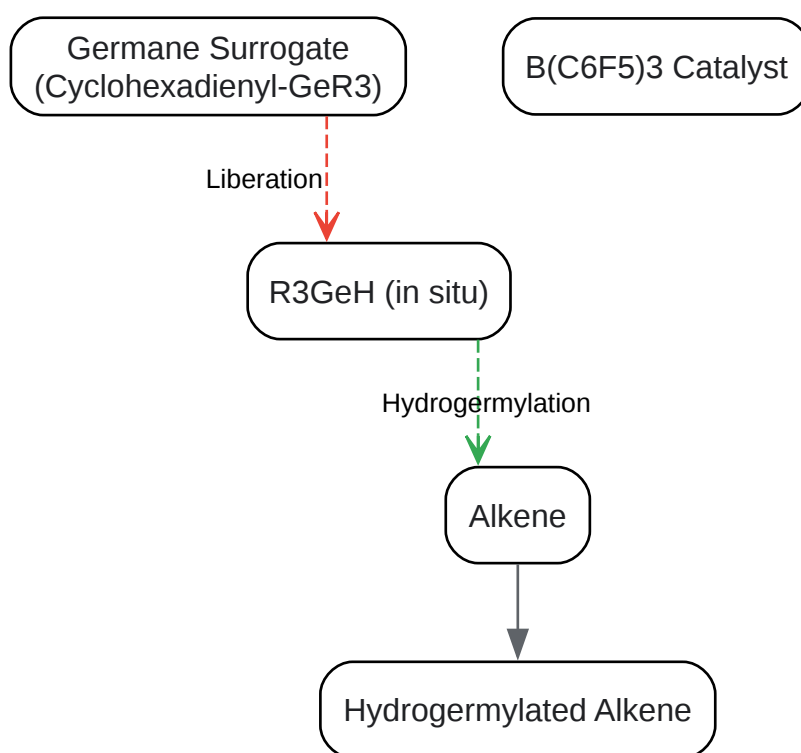 Germane Surrogate
(Cyclohexadienyl-GeR3)
B(C6F5)3 Catalyst
Liberation
R3GeH (in situ)
Hydrogermylation
Alkene
Hydrogermylated Alkene